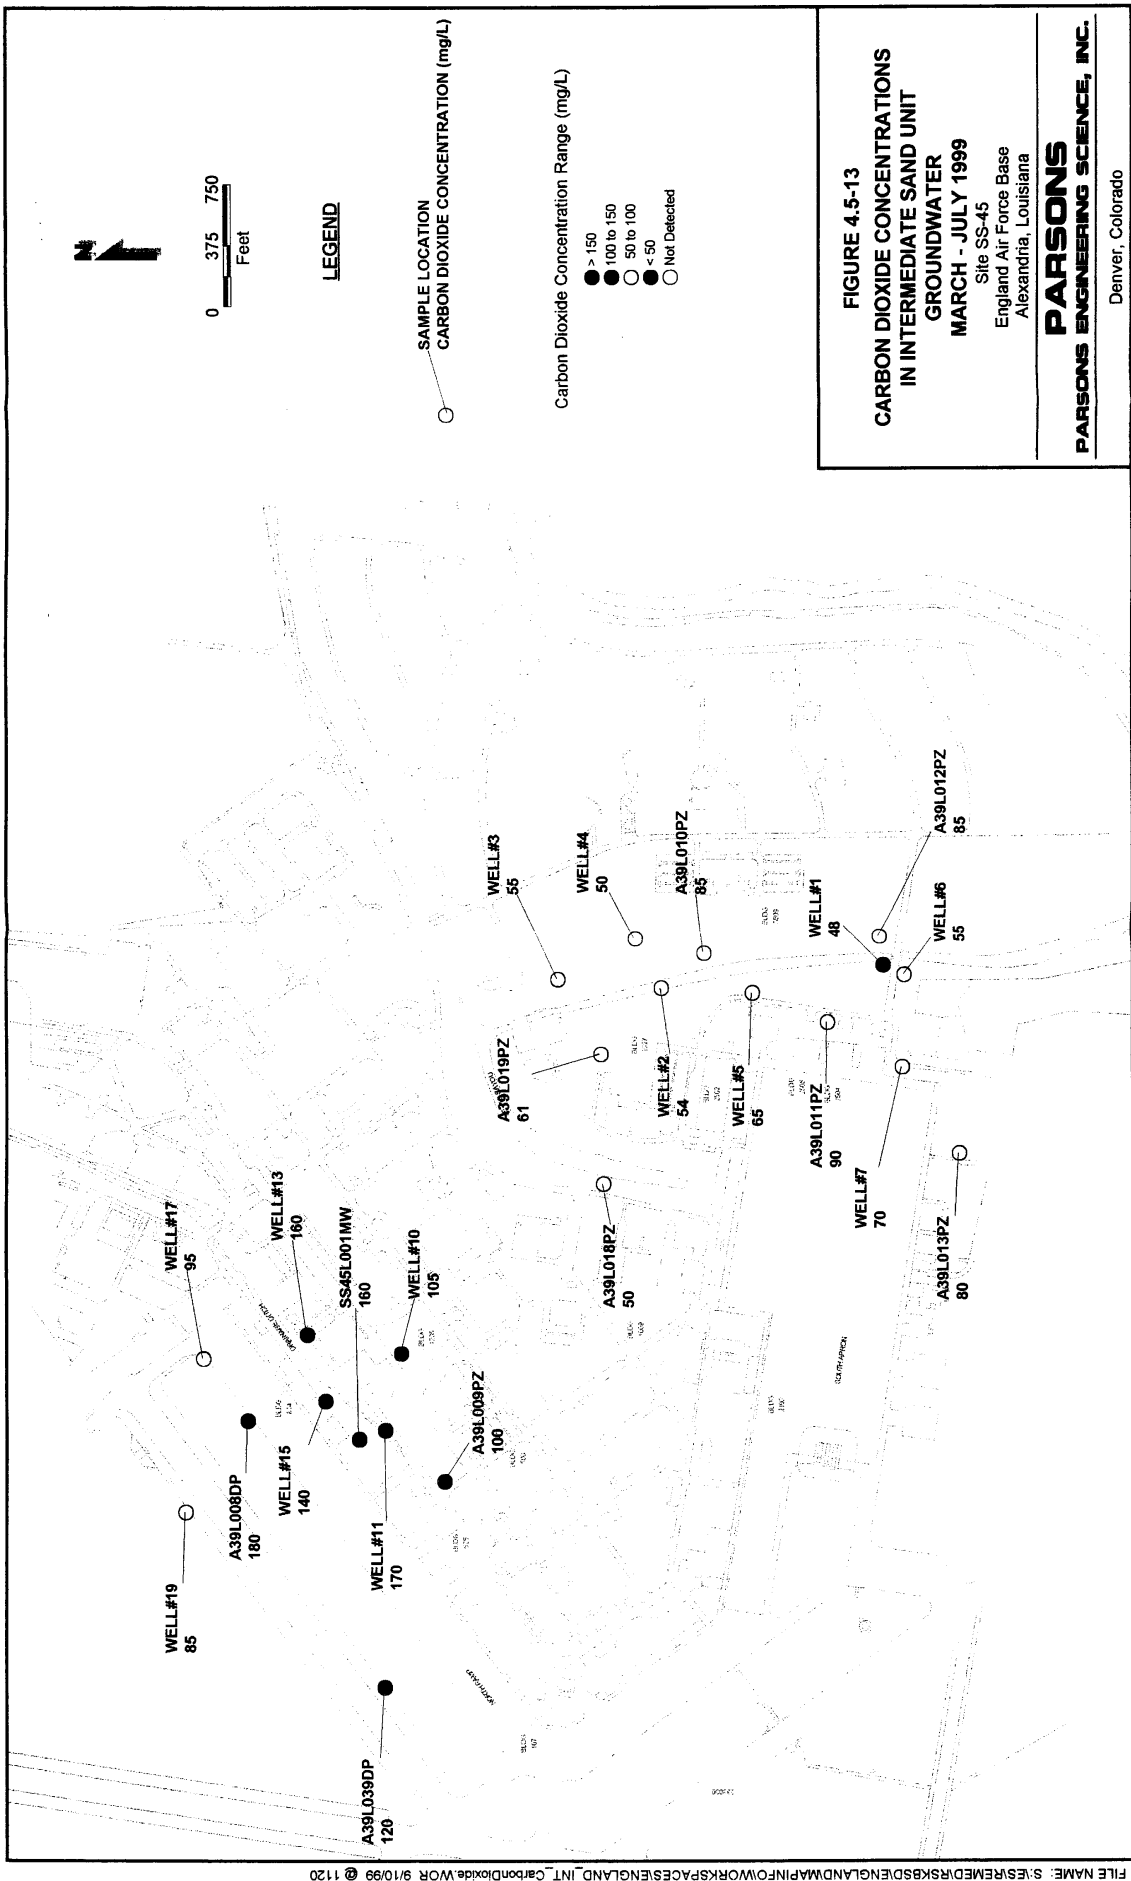 N
0 375 750
Feet
LEGEND
SAMPLE LOCATION
CARBON DIOXIDE CONCENTRATION (mg/L)
Carbon Dioxide Concentration Range (mg/L)
> 150
100 to 150
50 to 100
< 50
Not Detected
WELL#19
85
A39L008DP
180
WELL#17
95
WELL#15
140
WELL#13
160
SS45L001MW
160
WELL#11
170
WELL#10
105
A39L009PZ
100
A39L039DP
120
WELL#3
55
WELL#4
50
A39L010PZ
85
A39L019PZ
61
WELL#2
54
WELL#5
65
A39L018PZ
50
A39L011PZ
90
WELL#1
48
A39L012PZ
85
WELL#6
55
WELL#7
70
A39L013PZ
80
DRAINAGE DITCH
NORTH RAMP
SOUTH APRON
FIGURE 4.5-13
CARBON DIOXIDE CONCENTRATIONS
IN INTERMEDIATE SAND UNIT
GROUNDWATER
MARCH - JULY 1999
Site SS-45
England Air Force Base
Alexandria, Louisiana
PARSONS
PARSONS ENGINEERING SCIENCE, INC.
Denver, Colorado
FILE NAME: S:\ES\REMED\RSKBSD\ENGLAND\MAPINFO\WORKSPACES\ENGLAND_INT_CarbonDioxide.WOR 9/10/99 @ 1120